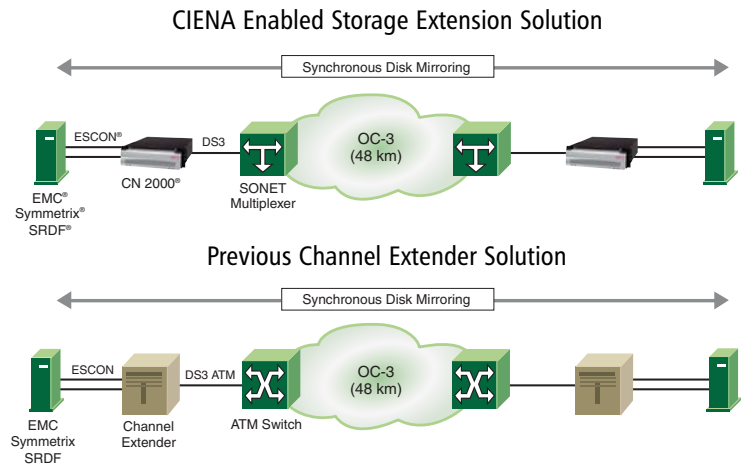 CIENA Enabled Storage Extension Solution
Synchronous Disk Mirroring
ESCON®
DS3
OC-3
(48 km)
CN 2000®
SONET
Multiplexer
EMC®
Symmetrix®
SRDF®
Previous Channel Extender Solution
Synchronous Disk Mirroring
ESCON
DS3 ATM
OC-3
(48 km)
EMC
Symmetrix
SRDF
Channel
Extender
ATM Switch